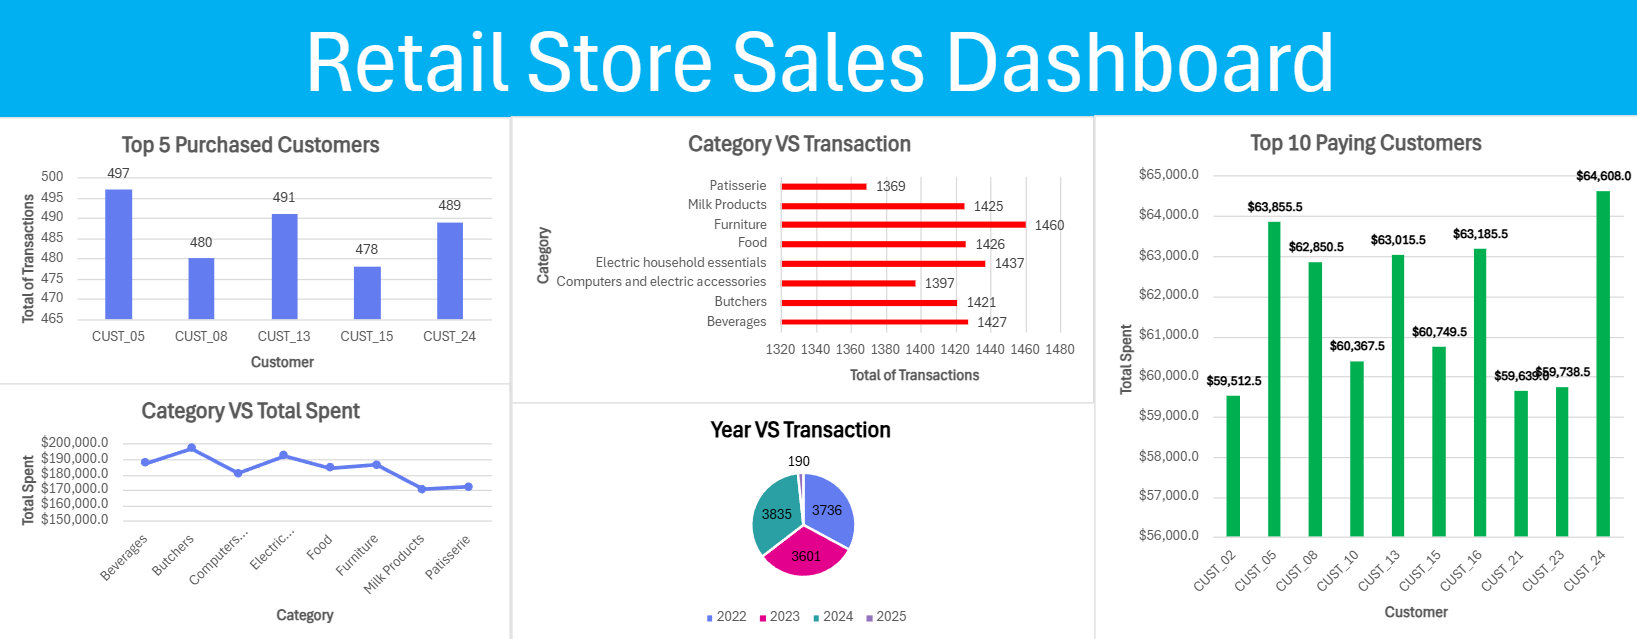 Retail Store Sales Dashboard
Top 5 Purchased Customers
Total of Transactions
500
495
490
485
480
475
470
465
497
480
491
478
489
CUST_05 CUST_08 CUST_13 CUST_15 CUST_24
Customer
Category VS Total Spent
Total Spent
$200,000.0
$190,000.0
$180,000.0
$170,000.0
$160,000.0
$150,000.0
Beverages
Butchers
Computers...
Electric...
Food
Furniture
Milk Products
Patisserie
Category
Category VS Transaction
Category
Patisserie 1369
Milk Products 1425
Furniture 1460
Food 1426
Electric household essentials 1437
Computers and electric accessories 1397
Butchers 1421
Beverages 1427
1320 1340 1360 1380 1400 1420 1440 1460 1480
Total of Transactions
Year VS Transaction
190
3835 3736
3601
2022 2023 2024 2025
Top 10 Paying Customers
Total Spent
$65,000.0
$64,000.0
$63,000.0
$62,000.0
$61,000.0
$60,000.0
$59,000.0
$58,000.0
$57,000.0
$56,000.0
$59,512.5
$63,855.5
$62,850.5
$60,367.5
$63,015.5
$60,749.5
$63,185.5
$59,639.0
$59,738.5
$64,608.0
CUST_02
CUST_05
CUST_08
CUST_10
CUST_13
CUST_15
CUST_16
CUST_21
CUST_23
CUST_24
Customer